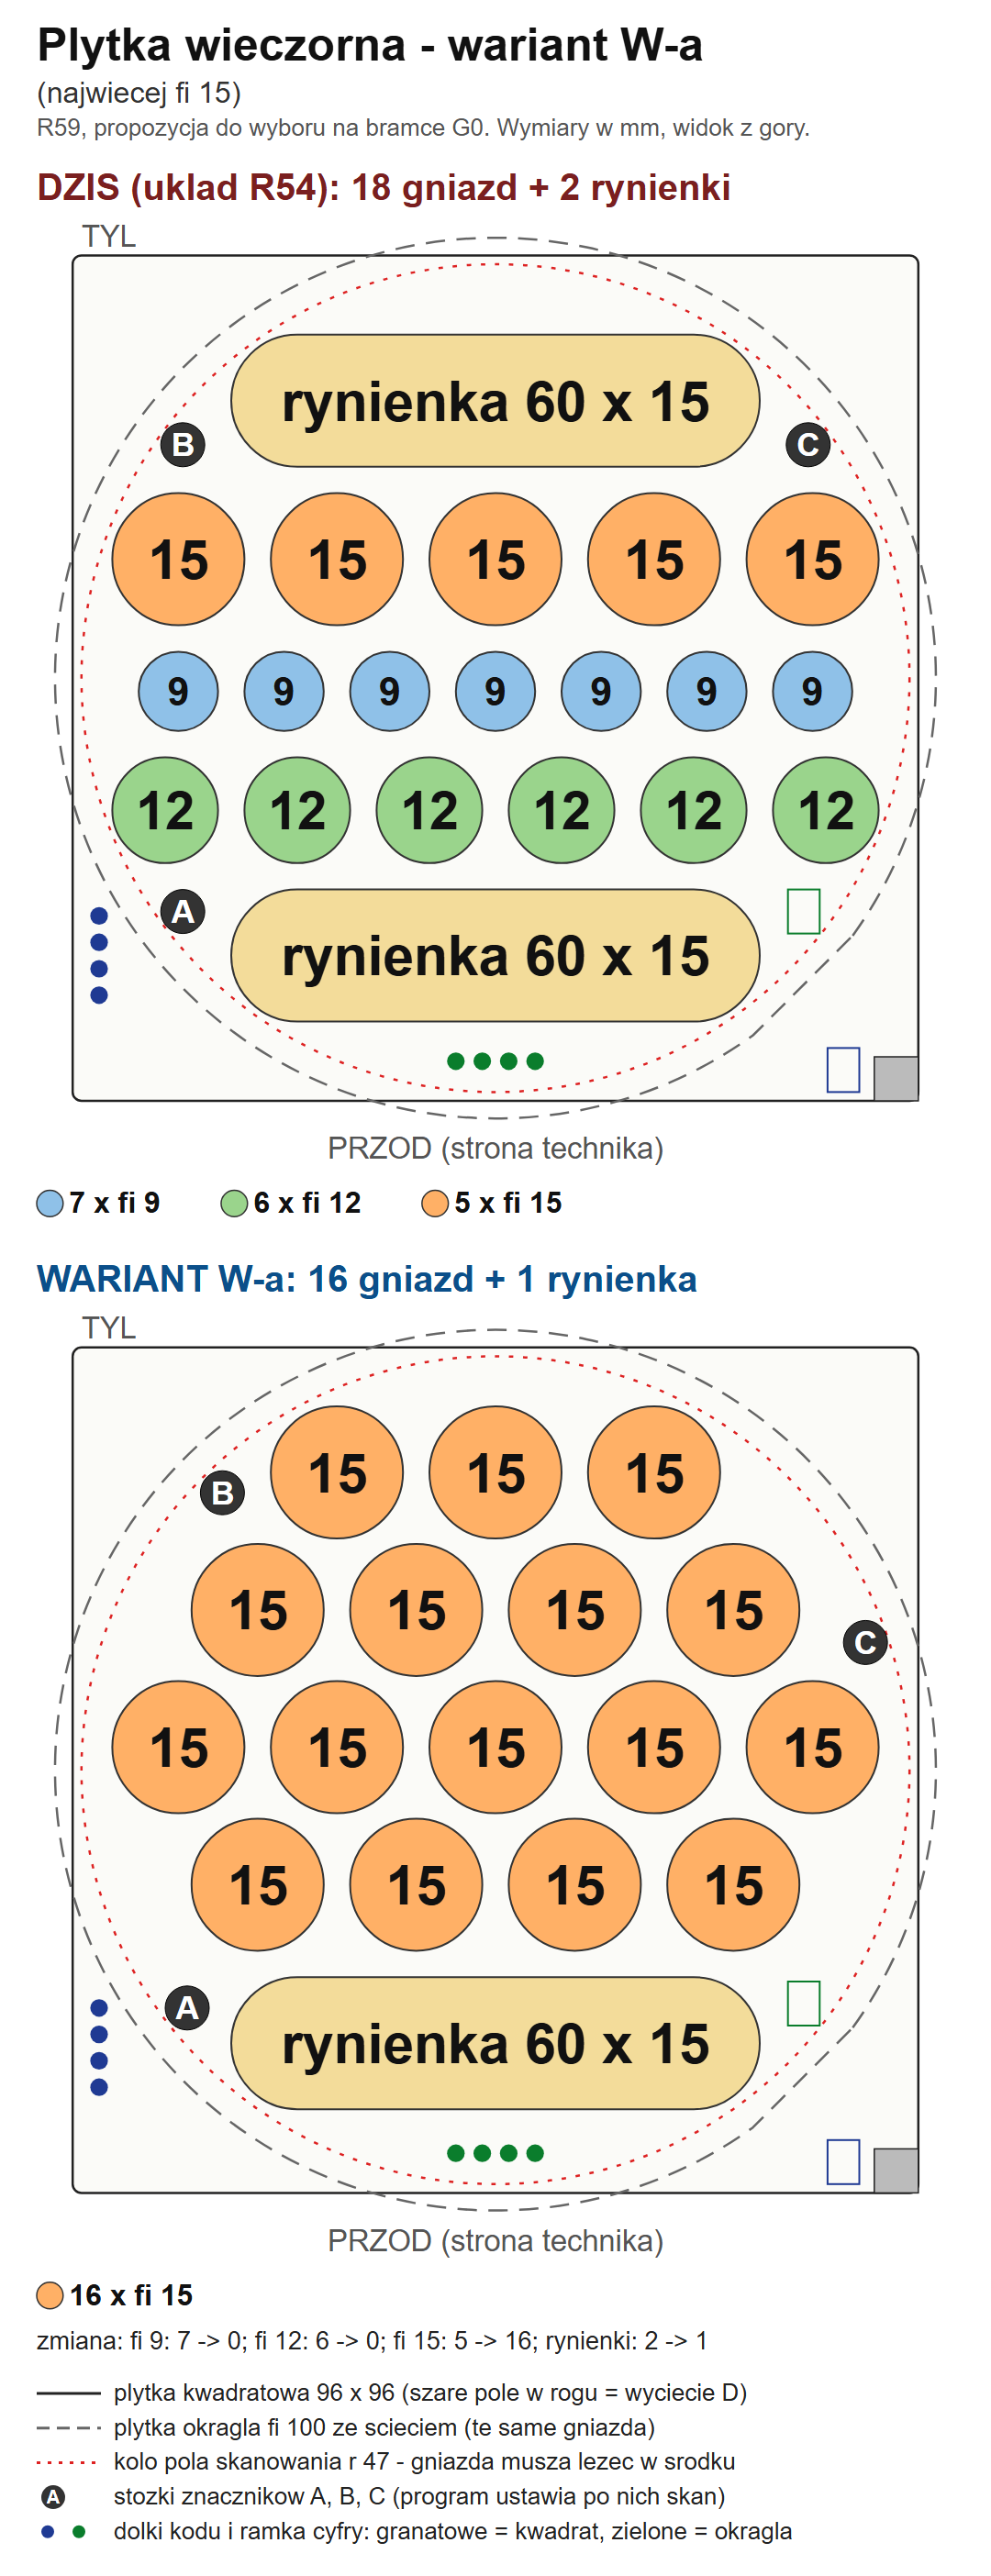 Plytka wieczorna - wariant W-a
(najwiecej fi 15)
R59, propozycja do wyboru na bramce G0. Wymiary w mm, widok z gory.
DZIS (uklad R54): 18 gniazd + 2 rynienki
TYL
rynienka 60 x 15
B C
15 15 15 15 15
9 9 9 9 9 9 9
12 12 12 12 12 12
A
rynienka 60 x 15
PRZOD (strona technika)
7 x fi 9 6 x fi 12 5 x fi 15
WARIANT W-a: 16 gniazd + 1 rynienka
TYL
15 15 15
B
15 15 15 15
C
15 15 15 15 15
15 15 15 15
A
rynienka 60 x 15
PRZOD (strona technika)
16 x fi 15
zmiana: fi 9: 7 -> 0; fi 12: 6 -> 0; fi 15: 5 -> 16; rynienki: 2 -> 1
plytka kwadratowa 96 x 96 (szare pole w rogu = wyciecie D)
plytka okragla fi 100 ze scieciem (te same gniazda)
kolo pola skanowania r 47 - gniazda musza lezec w srodku
A stozki znacznikow A, B, C (program ustawia po nich skan)
dolki kodu i ramka cyfry: granatowe = kwadrat, zielone = okragla